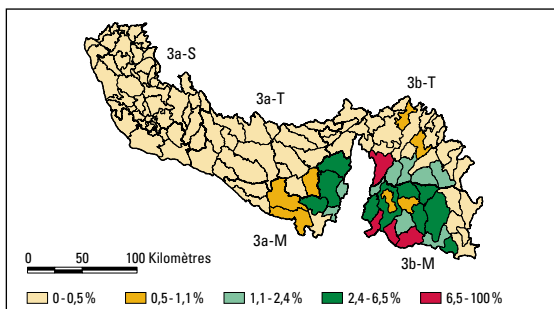 3a-S
3a-T
3b-T
3a-M
3b-M
0 50 100 Kilomètres
0-0,5% 0,5-1,1% 1,1-2,4% 2,4-6,5% 6,5-100%